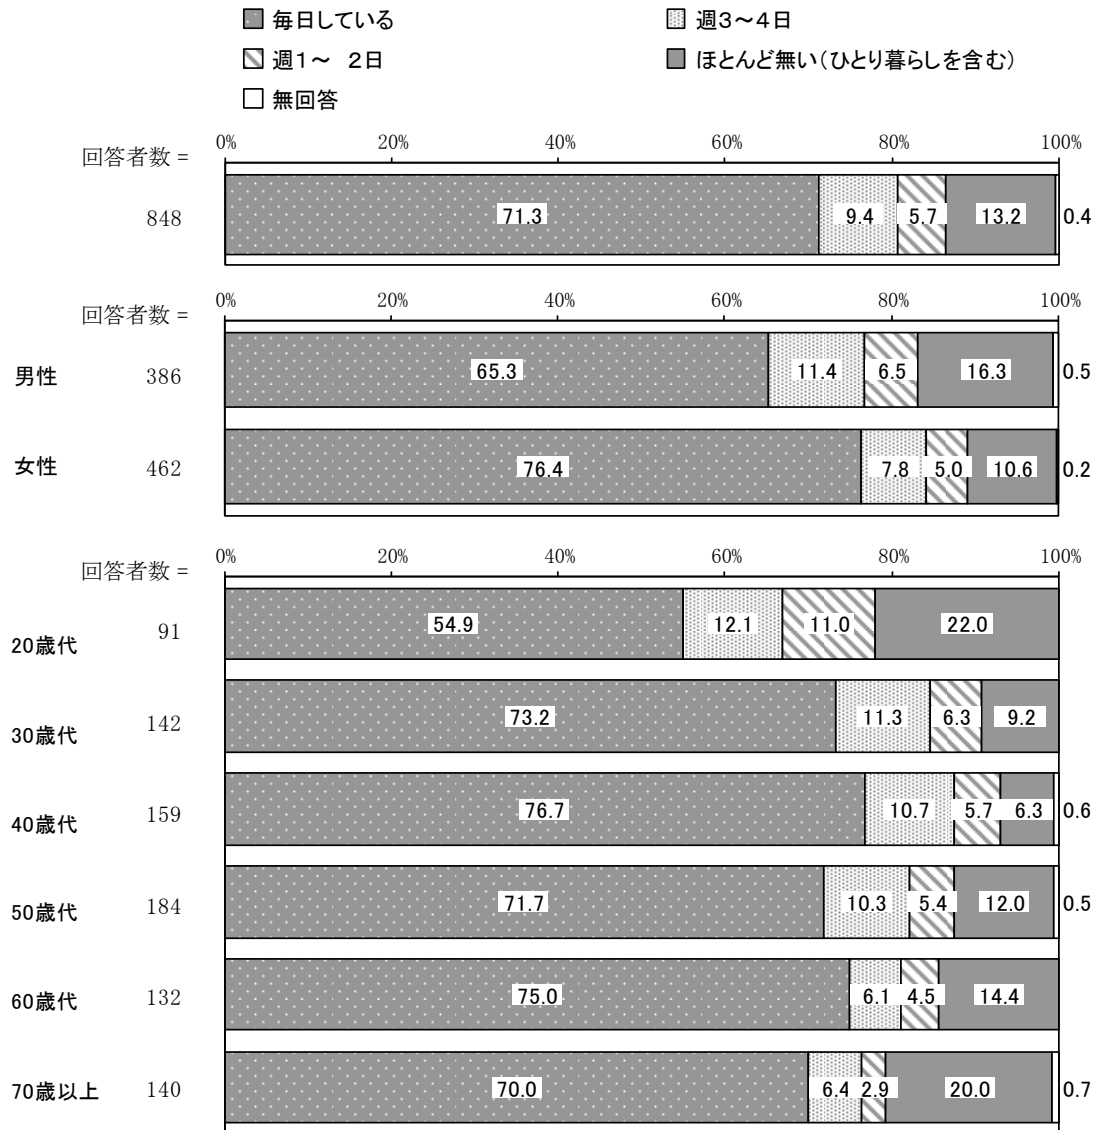 毎日している 週3～4日
週1～　2日 ほとんど無い(ひとり暮らしを含む)
無回答
0% 20% 40% 60% 80% 100%
回答者数 =
848 71.3 9.4 5.7 13.2 0.4
0% 20% 40% 60% 80% 100%
回答者数 =
男性 386 65.3 11.4 6.5 16.3 0.5
女性 462 76.4 7.8 5.0 10.6 0.2
0% 20% 40% 60% 80% 100%
回答者数 =
20歳代 91 54.9 12.1 11.0 22.0
30歳代 142 73.2 11.3 6.3 9.2
40歳代 159 76.7 10.7 5.7 6.3 0.6
50歳代 184 71.7 10.3 5.4 12.0 0.5
60歳代 132 75.0 6.1 4.5 14.4
70歳以上 140 70.0 6.4 2.9 20.0 0.7